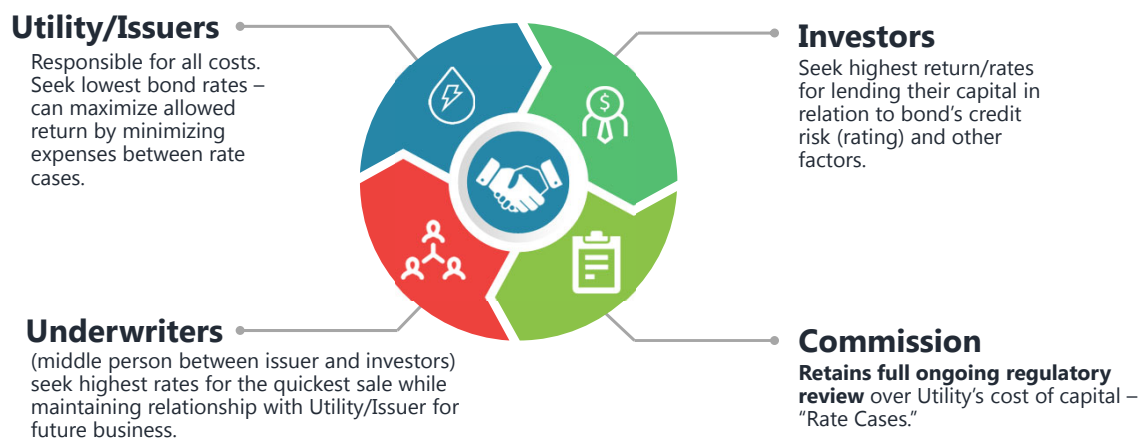 Utility/Issuers
Responsible for all costs.
Seek lowest bond rates –
can maximize allowed
return by minimizing
expenses between rate
cases.
Investors
Seek highest return/rates
for lending their capital in
relation to bond’s credit
risk (rating) and other
factors.
$
Underwriters
(middle person between issuer and investors)
seek highest rates for the quickest sale while
maintaining relationship with Utility/Issuer for
future business.
Commission
Retains full ongoing regulatory
review over Utility’s cost of capital –
“Rate Cases.”